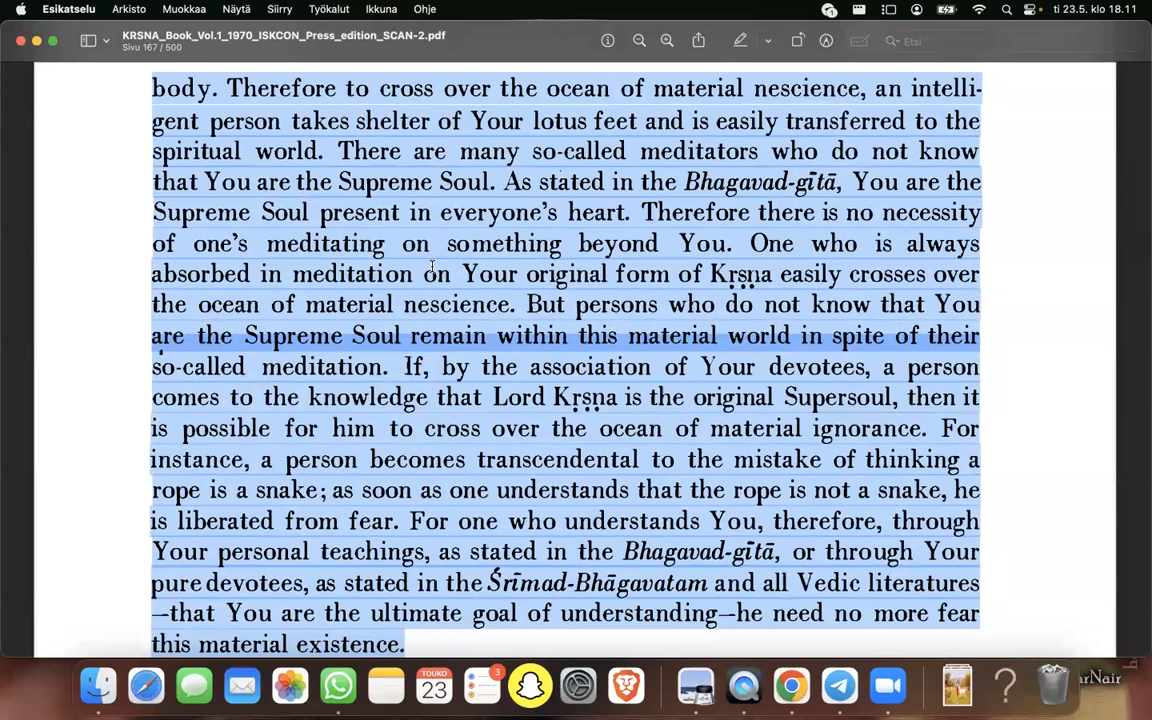 Esikatselu Arkisto Muokkaa Näytä Siirry Työkalut Ikkuna Ohje ti 23.5. klo 18.11
KRSNA_Book_Vol.1_1970_ISKCON_Press_edition_SCAN-2.pdf
Sivu 167 / 500
Etsi
body. Therefore to cross over the ocean of material nescience, an intelli-
gent person takes shelter of Your lotus feet and is easily transferred to the
spiritual world. There are many so-called meditators who do not know
that You are the Supreme Soul. As stated in the Bhagavad-gītā, You are the
Supreme Soul present in everyone's heart. Therefore there is no necessity
of one's meditating on something beyond You. One who is always
absorbed in meditation on Your original form of Kṛṣṇa easily crosses over
the ocean of material nescience. But persons who do not know that You
are the Supreme Soul remain within this material world in spite of their
so-called meditation. If, by the association of Your devotees, a person
comes to the knowledge that Lord Kṛṣṇa is the original Supersoul, then it
is possible for him to cross over the ocean of material ignorance. For
instance, a person becomes transcendental to the mistake of thinking a
rope is a snake; as soon as one understands that the rope is not a snake, he
is liberated from fear. For one who understands You, therefore, through
Your personal teachings, as stated in the Bhagavad-gītā, or through Your
pure devotees, as stated in the Śrīmad-Bhāgavatam and all Vedic literatures
—that You are the ultimate goal of understanding—he need no more fear
this material existence.
TOUKO
23
3